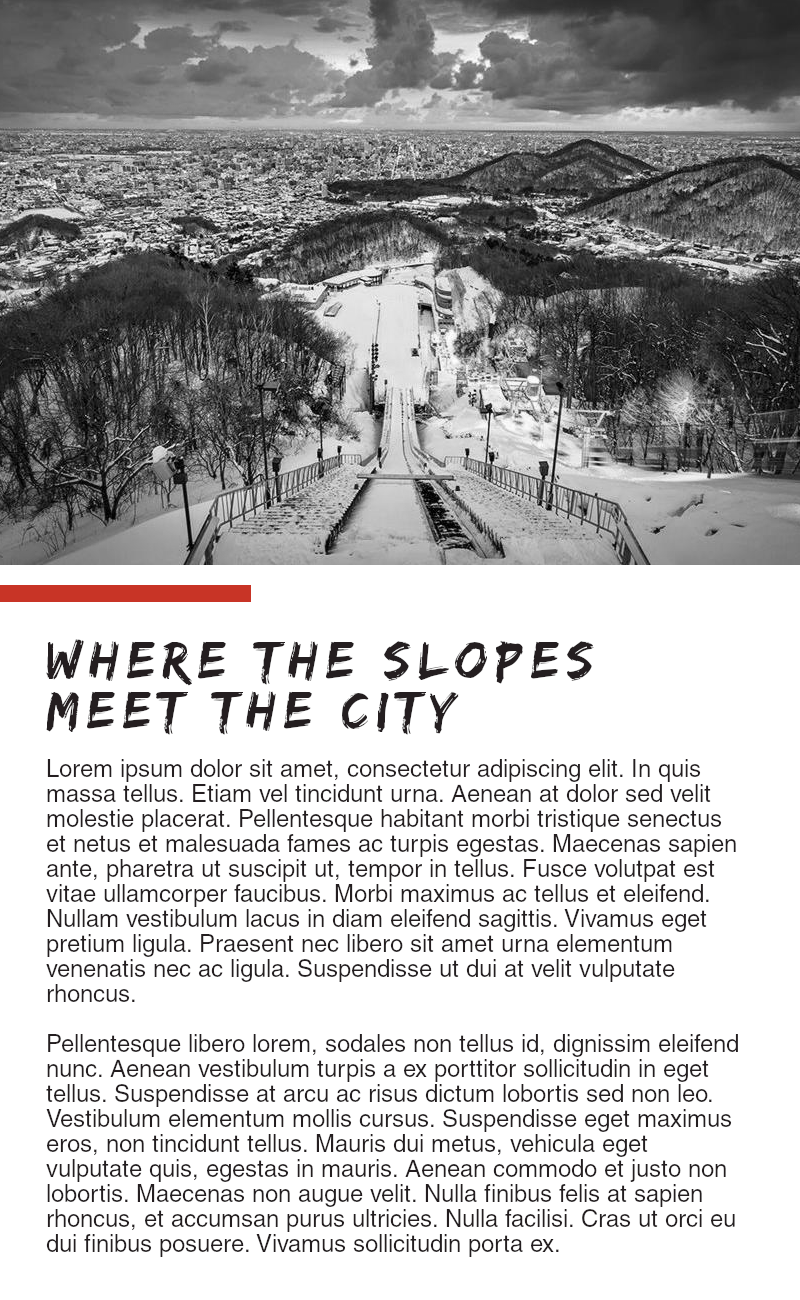 WHERE THE SLOPES
MEET THE CITY
Lorem ipsum dolor sit amet, consectetur adipiscing elit. In quis
massa tellus. Etiam vel tincidunt urna. Aenean at dolor sed velit
molestie placerat. Pellentesque habitant morbi tristique senectus
et netus et malesuada fames ac turpis egestas. Maecenas sapien
ante, pharetra ut suscipit ut, tempor in tellus. Fusce volutpat est
vitae ullamcorper faucibus. Morbi maximus ac tellus et eleifend.
Nullam vestibulum lacus in diam eleifend sagittis. Vivamus eget
pretium ligula. Praesent nec libero sit amet urna elementum
venenatis nec ac ligula. Suspendisse ut dui at velit vulputate
rhoncus.
Pellentesque libero lorem, sodales non tellus id, dignissim eleifend
nunc. Aenean vestibulum turpis a ex porttitor sollicitudin in eget
tellus. Suspendisse at arcu ac risus dictum lobortis sed non leo.
Vestibulum elementum mollis cursus. Suspendisse eget maximus
eros, non tincidunt tellus. Mauris dui metus, vehicula eget
vulputate quis, egestas in mauris. Aenean commodo et justo non
lobortis. Maecenas non augue velit. Nulla finibus felis at sapien
rhoncus, et accumsan purus ultricies. Nulla facilisi. Cras ut orci eu
dui finibus posuere. Vivamus sollicitudin porta ex.